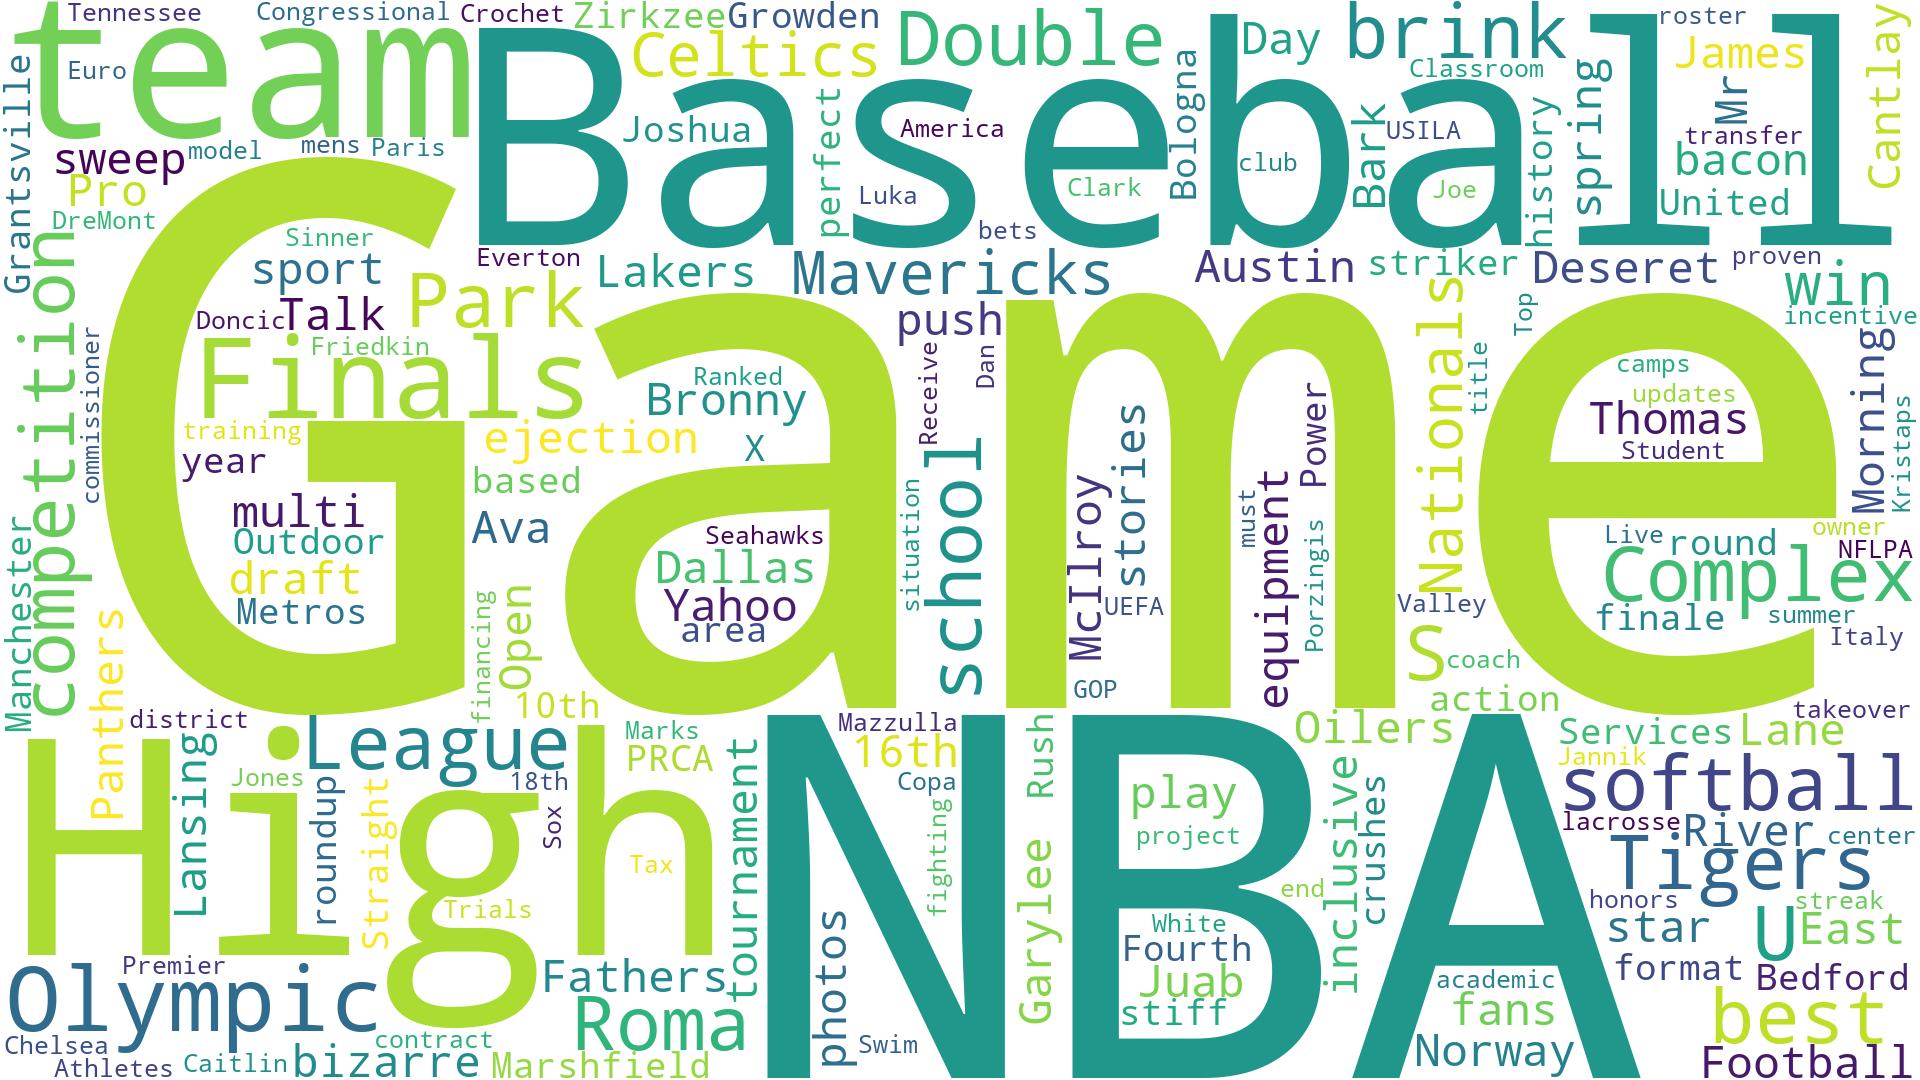 Tennessee
Congressional
Crochet
Zirkzee
Growden
Double
Day
brink
roster
team
Euro
Baseball
Celtics
Classroom
James
Mr
Cantlay
Grantsville
sweep
model
mens
Paris
Joshua
perfect
America
Bologna
club
Bark
USILA
history
spring
transfer
bacon
Pro
DreMont
Luka
Clark
Joe
United
Sinner
bets
competition
sport
Everton
Lakers
Mavericks
Austin
striker
Deseret
proven
win
incentive
Doncic
Talk
Park
push
Nationals
Top
commissioner
Finals
Friedkin
Game
Ranked
Bronny
Receive
Dan
title
camps
updates
Thomas
Student
Morning
Kristaps
training
year
ejection
X
school
stories
Power
multi
based
Outdoor
Ava
Seahawks
situation
McIlroy
must
equipment
Porzingis
Live
round
owner
NFLPA
draft
Dallas
Complex
Metros
Yahoo
area
UEFA
Valley
finale
summer
Italy
Manchester
Panthers
financing
Open
S
coach
GOP
action
10th
takeover
district
League
Marks
PRCA
Mazzulla
16th
Rush
Oilers
Services
Lane
Jannik
High
Lansing
Jones
roundup
Straight
18th
Sox
tournament
NBA
Copa
play
inclusive
crushes
softball
lacrosse
River
center
fighting
project
Tigers
Tax
Garylee
end
honors
streak
Trials
photos
White
Fourth
star
U
East
Premier
Olympic
Fathers
Juab
academic
format
Bedford
stiff
fans
best
Roma
Chelsea
contract
Swim
Norway
Athletes
Caitlin
bizarre
Marshfield
Football